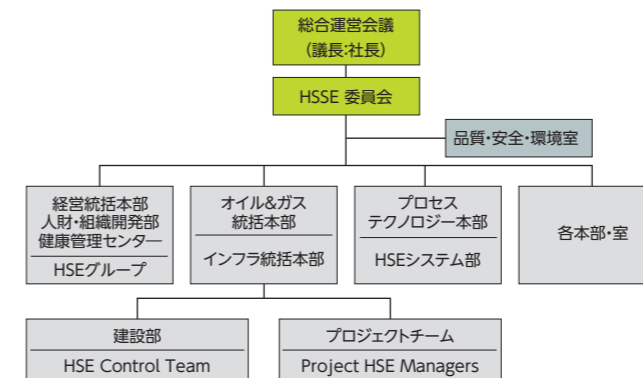 総合運営会議
(議長:社長)
HSSE 委員会
品質・安全・環境室
経営統括本部
人財・組織開発部
健康管理センター
HSEグループ
オイル&ガス
統括本部
インフラ統括本部
プロセス
テクノロジー本部
HSEシステム部
各本部・室
建設部
HSE Control Team
プロジェクトチーム
Project HSE Managers